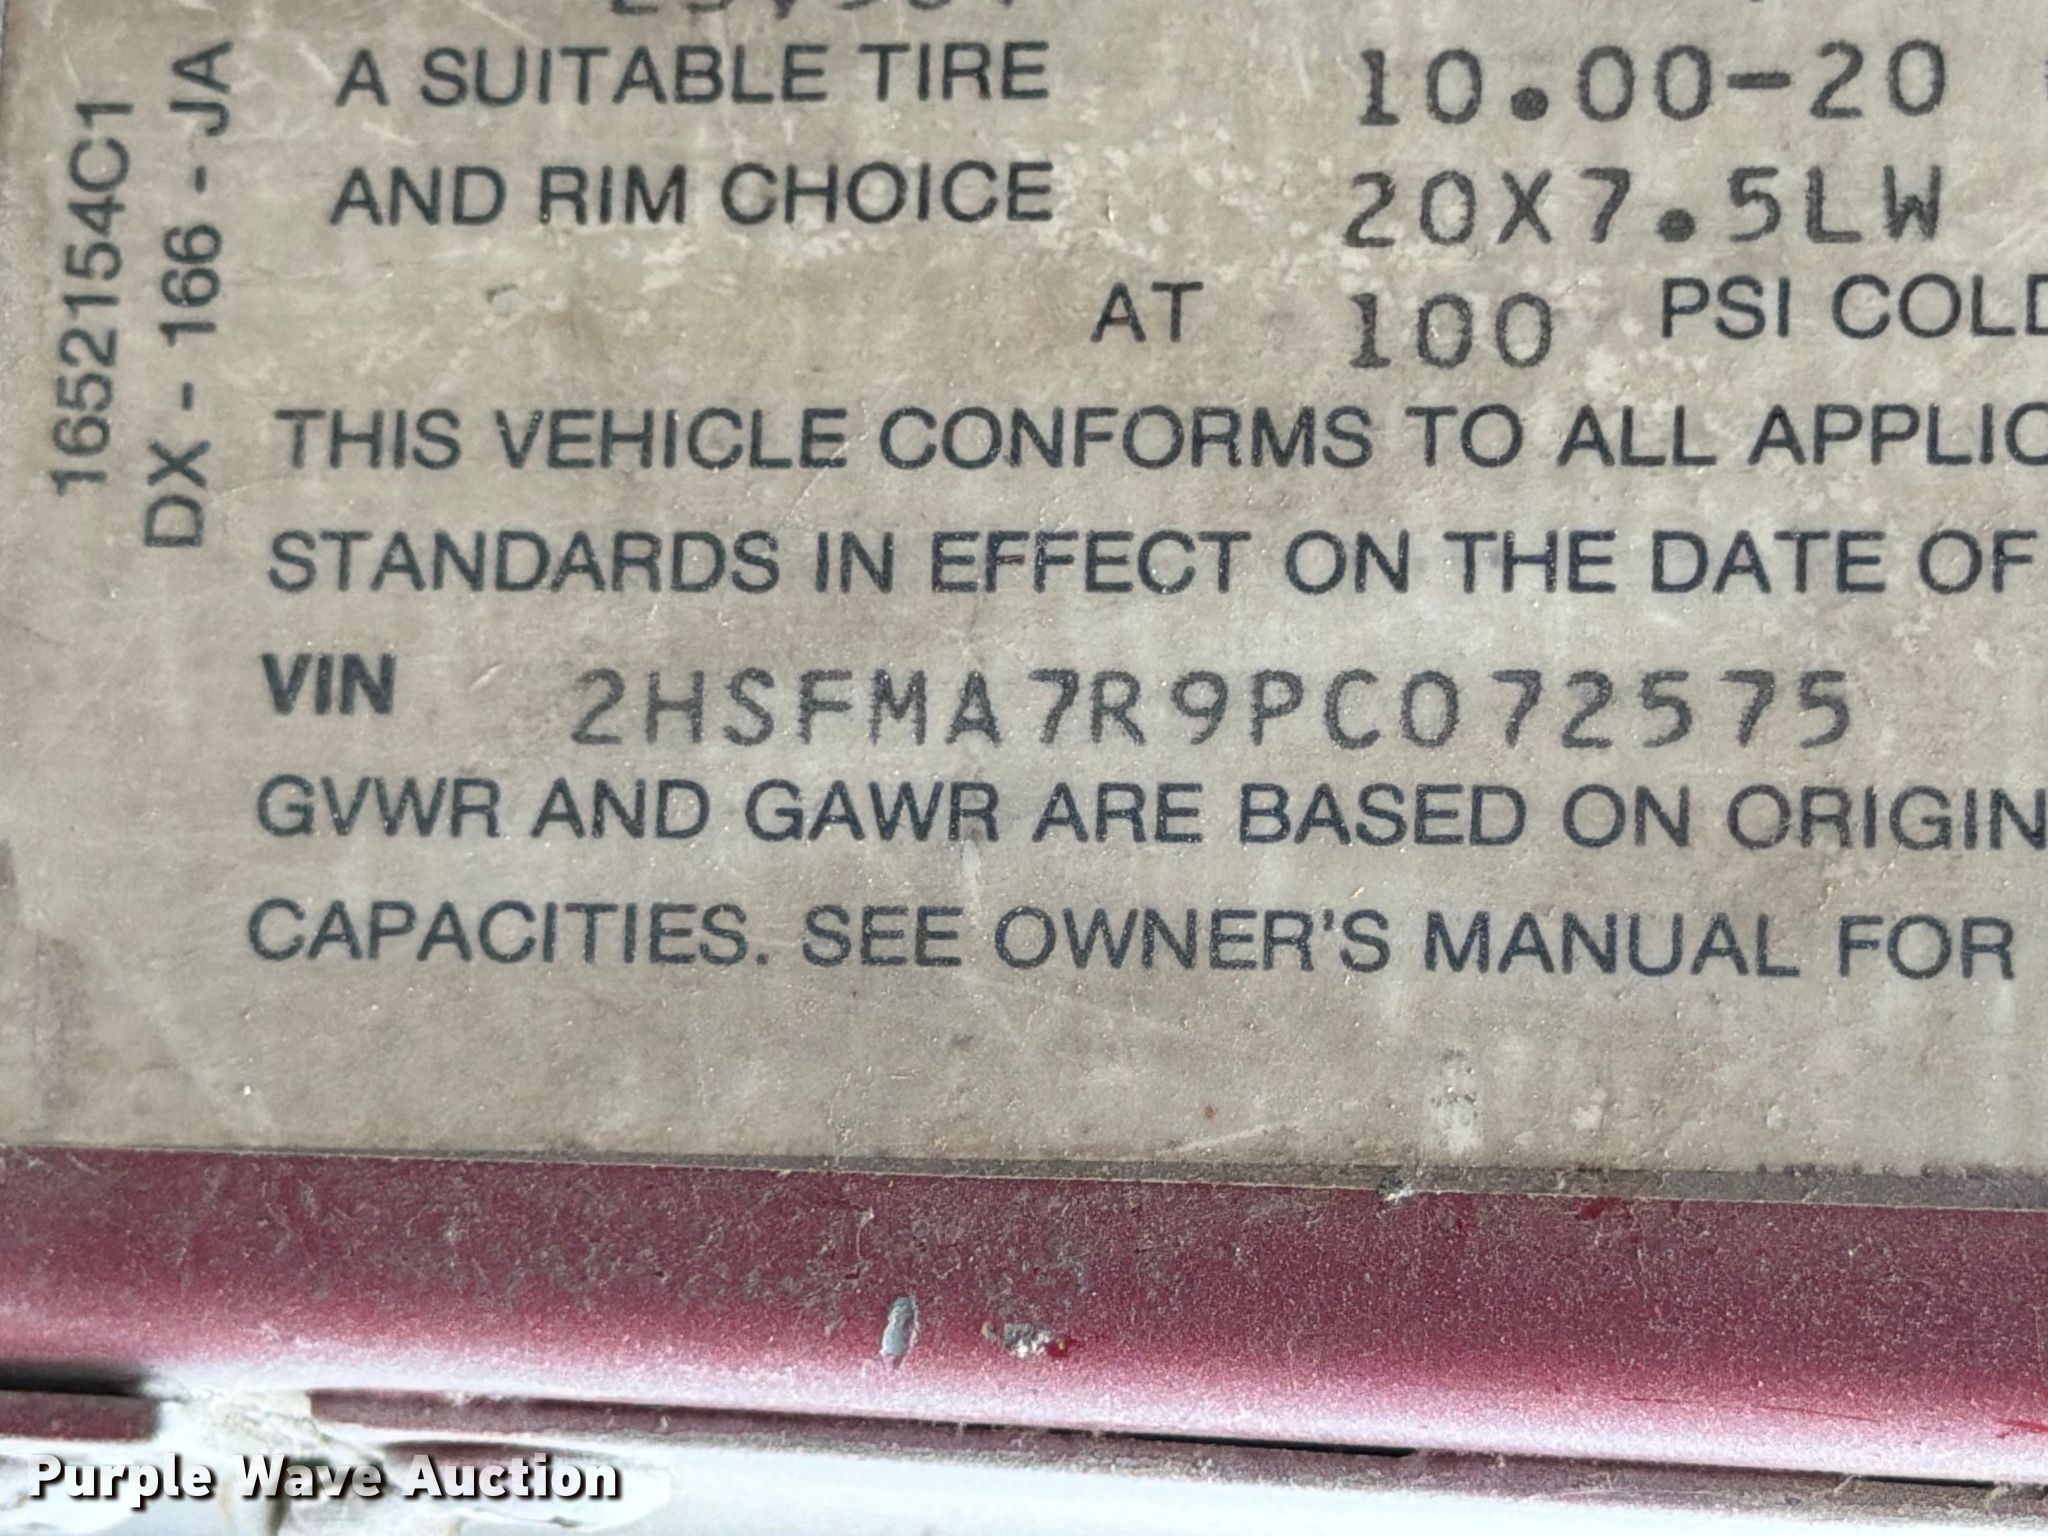 A SUITABLE TIRE 10.00-20
AND RIM CHOICE 20X7.5LW
AT 100 PSI COLD
THIS VEHICLE CONFORMS TO ALL APPLIC
STANDARDS IN EFFECT ON THE DATE OF
VIN 2HSFMA7R9PC072575
GVWR AND GAWR ARE BASED ON ORIGIN
CAPACITIES. SEE OWNER'S MANUAL FOR
1652154C1
DX - 166 - JA
Purple Wave Auction